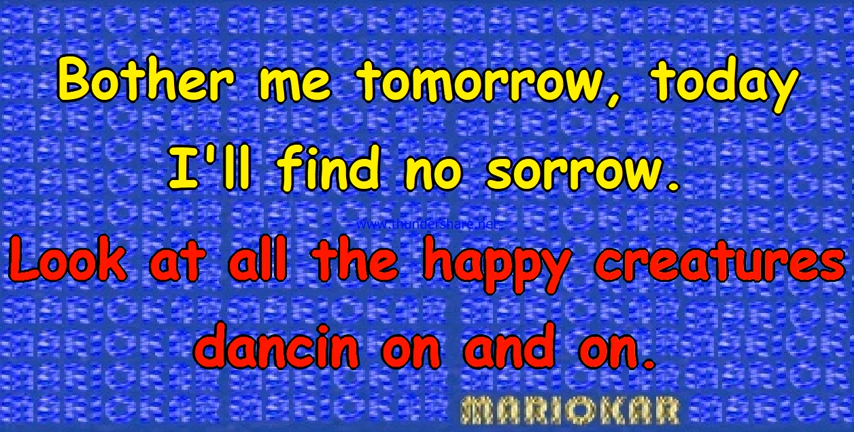 Bother me tomorrow, today
I'll find no sorrow.
www.thundershare.net
Look at all the happy creatures
dancin on and on.
MARIOKAR